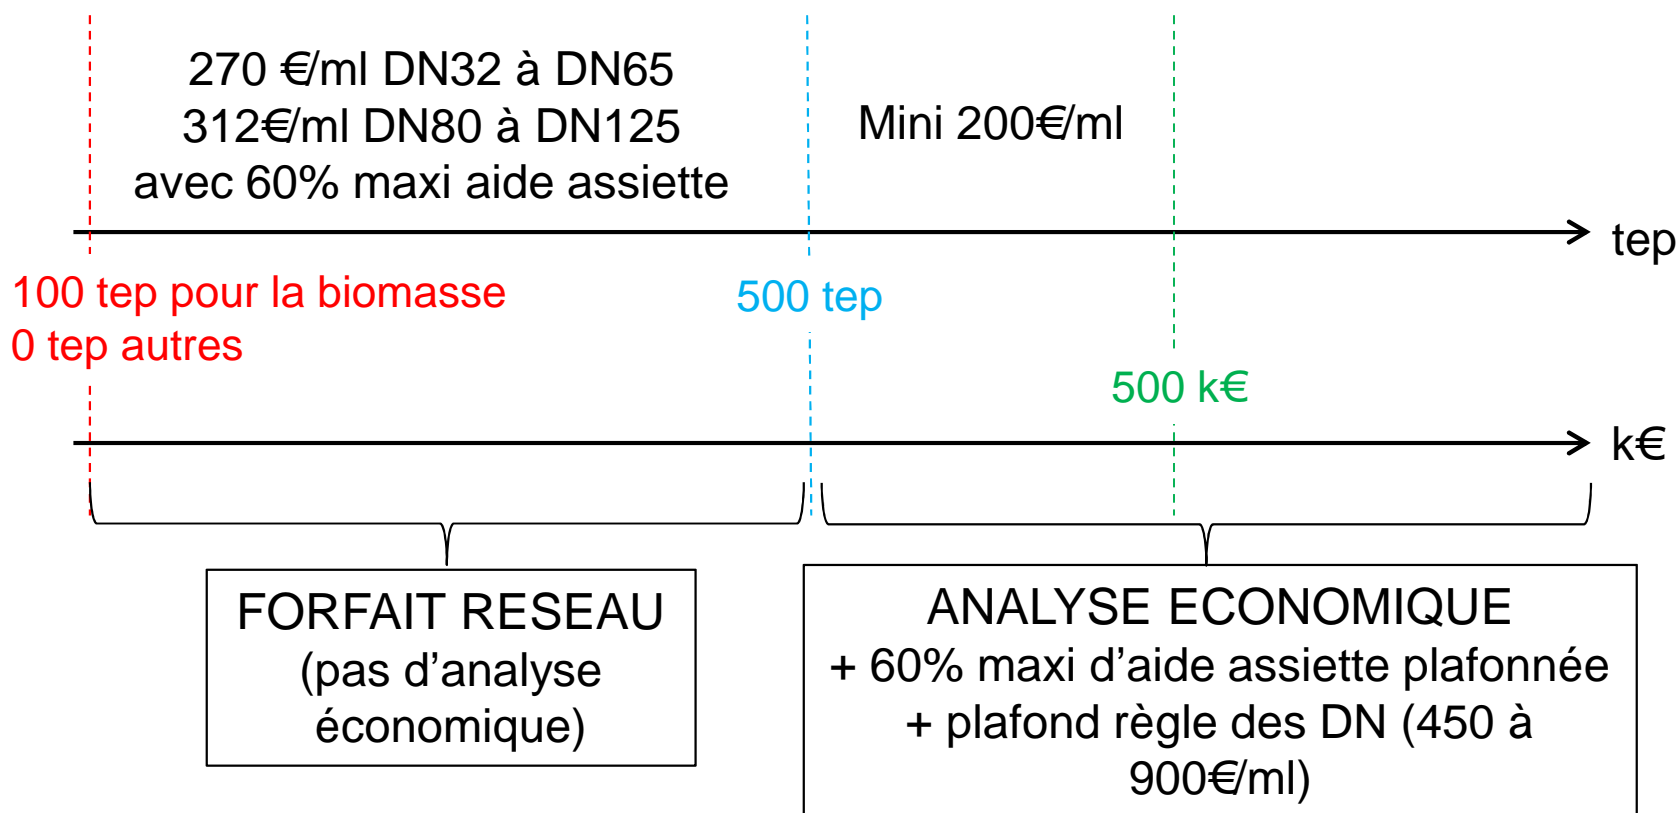 270 €/ml DN32 à DN65
312€/ml DN80 à DN125
avec 60% maxi aide assiette
Mini 200€/ml
tep
100 tep pour la biomasse
0 tep autres
500 tep
500 k€
k€
FORFAIT RESEAU
(pas d’analyse
économique)
ANALYSE ECONOMIQUE
+ 60% maxi d’aide assiette plafonnée
+ plafond règle des DN (450 à
900€/ml)